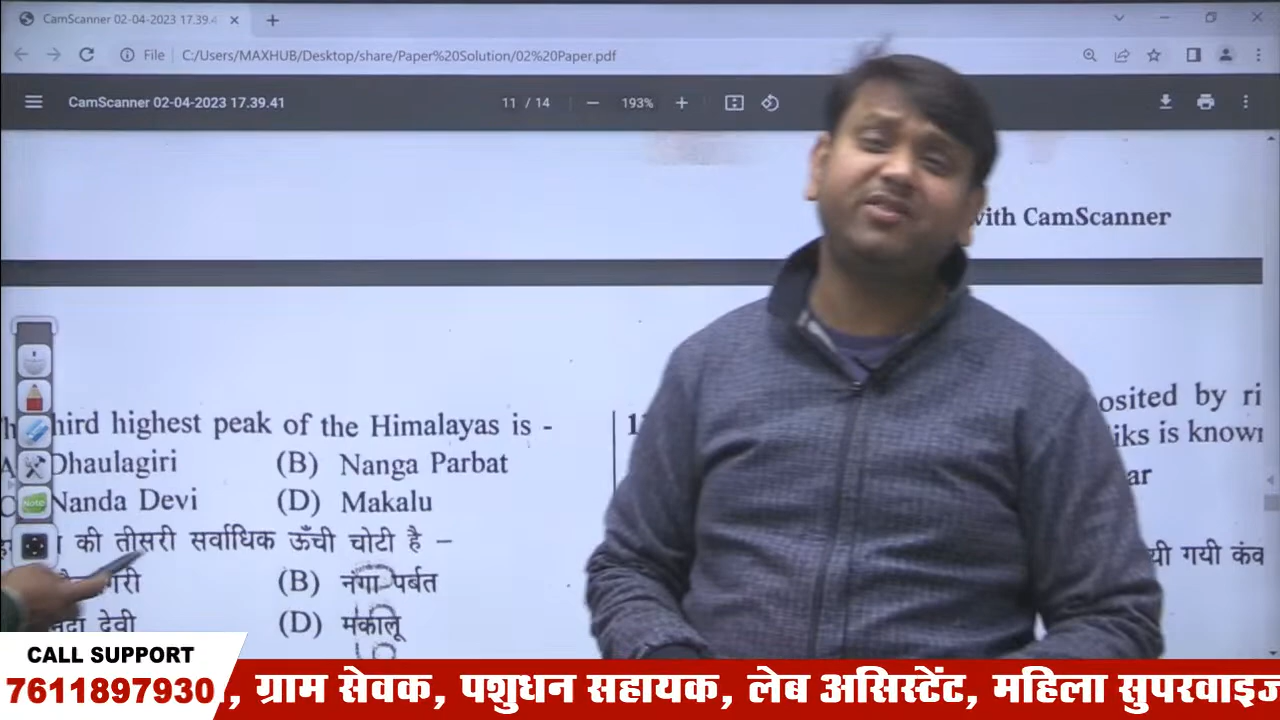 CamScanner 02-04-2023 17.39.4
File C:/Users/MAXHUB/Desktop/share/Paper%20Solution/02%20Paper.pdf
CamScanner 02-04-2023 17.39.41 11 / 14 193%
with CamScanner
hird highest peak of the Himalayas is -
Dhaulagiri (B) Nanga Parbat
Nanda Devi (D) Makalu
की तीसरी सर्वाधिक ऊँची चोटी है –
(B) नंगा पर्बत
देवी (D) मकालू
osited by ri
iks is known
ar
यी गयी कंक
Note
CALL SUPPORT
7611897930
, ग्राम सेवक, पशुधन सहायक, लेब असिस्टेंट, महिला सुपरवाइज